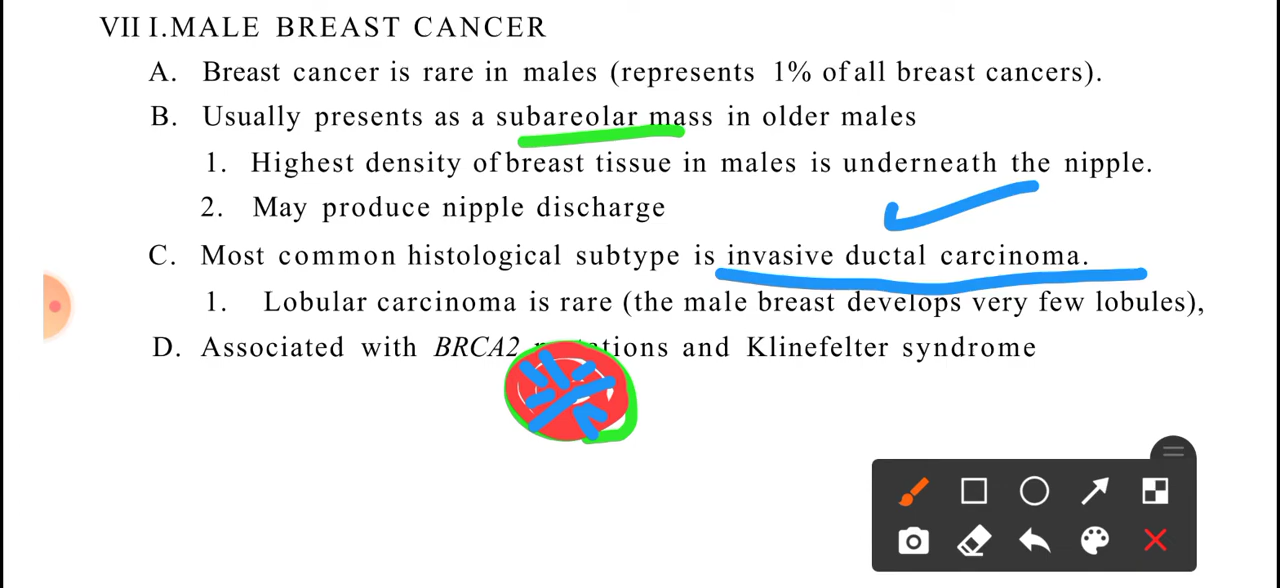 VII I.MALE BREAST CANCER
A. Breast cancer is rare in males (represents 1% of all breast cancers).
B. Usually presents as a subareolar mass in older males
1. Highest density of breast tissue in males is underneath the nipple.
2. May produce nipple discharge
C. Most common histological subtype is invasive ductal carcinoma.
1. Lobular carcinoma is rare (the male breast develops very few lobules),
D. Associated with BRCA2 and Klinefelter syndrome